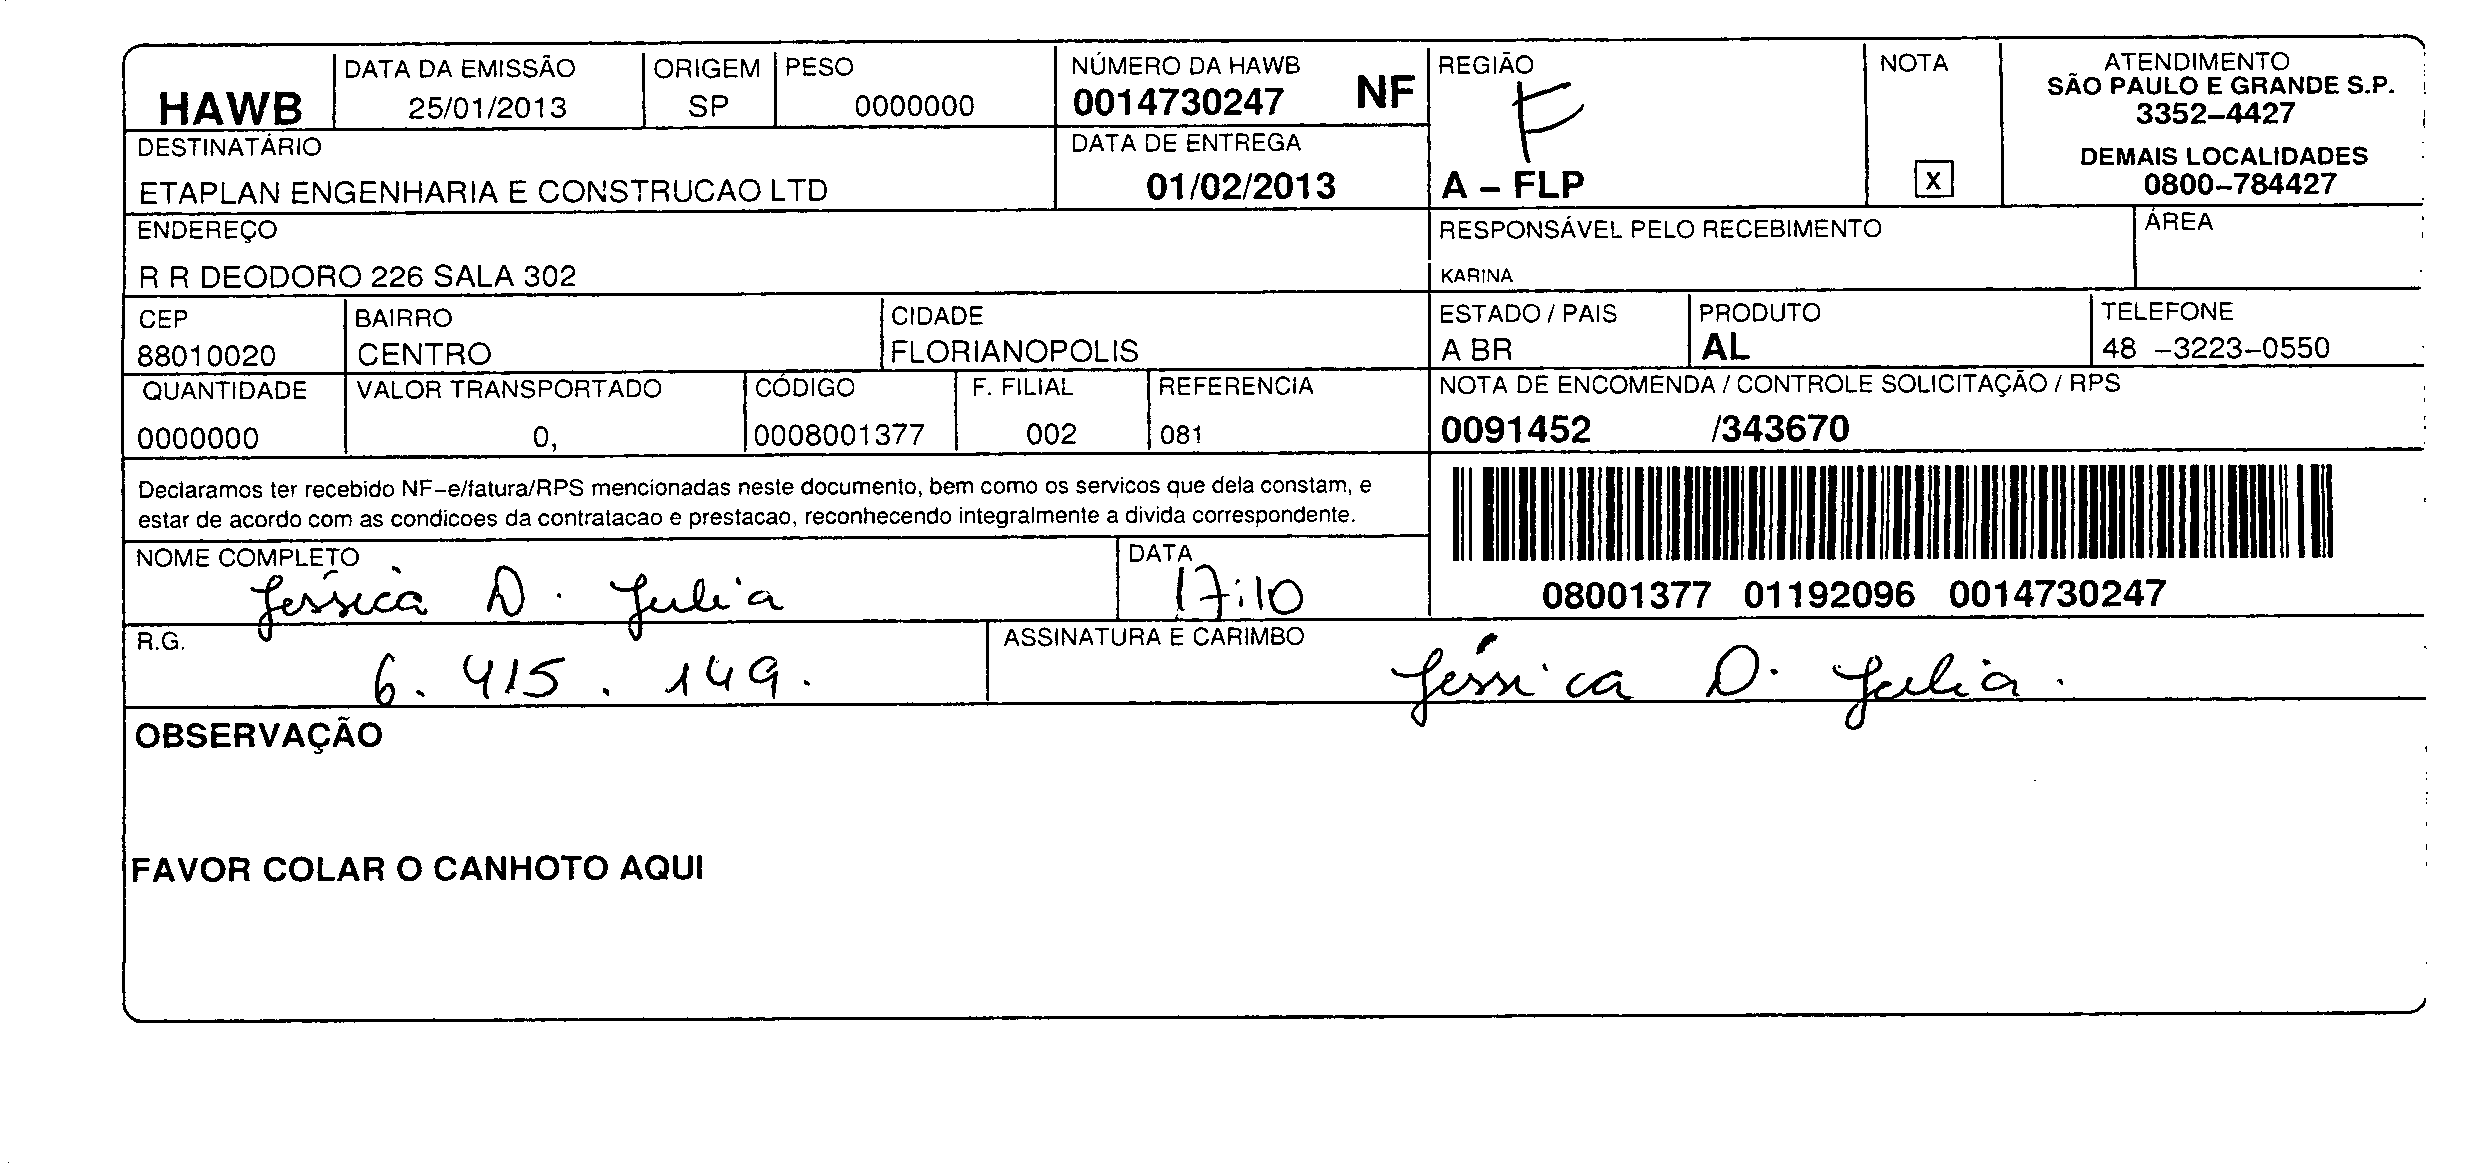 HAWB
DATA DA EMISSÃO
25/01/2013
ORIGEM
SP
PESO
0000000
NÚMERO DA HAWB
0014730247 NF
REGIÃO
F
A – FLP
NOTA
X
ATENDIMENTO
SÃO PAULO E GRANDE S.P.
3352–4427
DEMAIS LOCALIDADES
0800–784427
DESTINATÁRIO
ETAPLAN ENGENHARIA E CONSTRUCAO LTD
DATA DE ENTREGA
01/02/2013
ENDEREÇO
R R DEODORO 226 SALA 302
RESPONSÁVEL PELO RECEBIMENTO
KARINA
ÁREA
CEP
88010020
BAIRRO
CENTRO
CIDADE
FLORIANOPOLIS
ESTADO / PAIS
A BR
PRODUTO
AL
TELEFONE
48 –3223–0550
QUANTIDADE
0000000
VALOR TRANSPORTADO
0,
CÓDIGO
0008001377
F. FILIAL
002
REFERENCIA
081
NOTA DE ENCOMENDA / CONTROLE SOLICITAÇÃO / RPS
0091452 /343670
Declaramos ter recebido NF–e/fatura/RPS mencionadas neste documento, bem como os servicos que dela constam, e
estar de acordo com as condicoes da contratacao e prestacao, reconhecendo integralmente a divida correspondente.
08001377 01192096 0014730247
NOME COMPLETO
Jéssica D. Julia
DATA
17:10
R.G.
6.415.149.
ASSINATURA E CARIMBO
Jéssica D. Julia.
OBSERVAÇÃO
FAVOR COLAR O CANHOTO AQUI